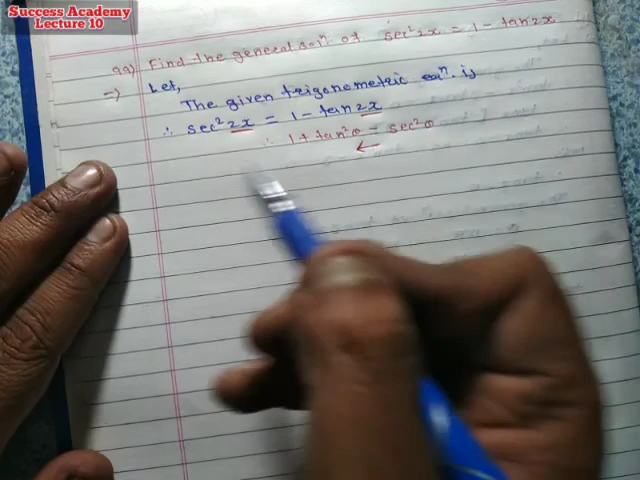 Success Academy
Lecture 10
99) Find the general solⁿ of sec²2x = 1 - tan2x
→ Let,
The given trigonometric eqⁿ. is
∴ sec²2x = 1 - tan2x
∴ 1 + tan²θ = sec²θ
←